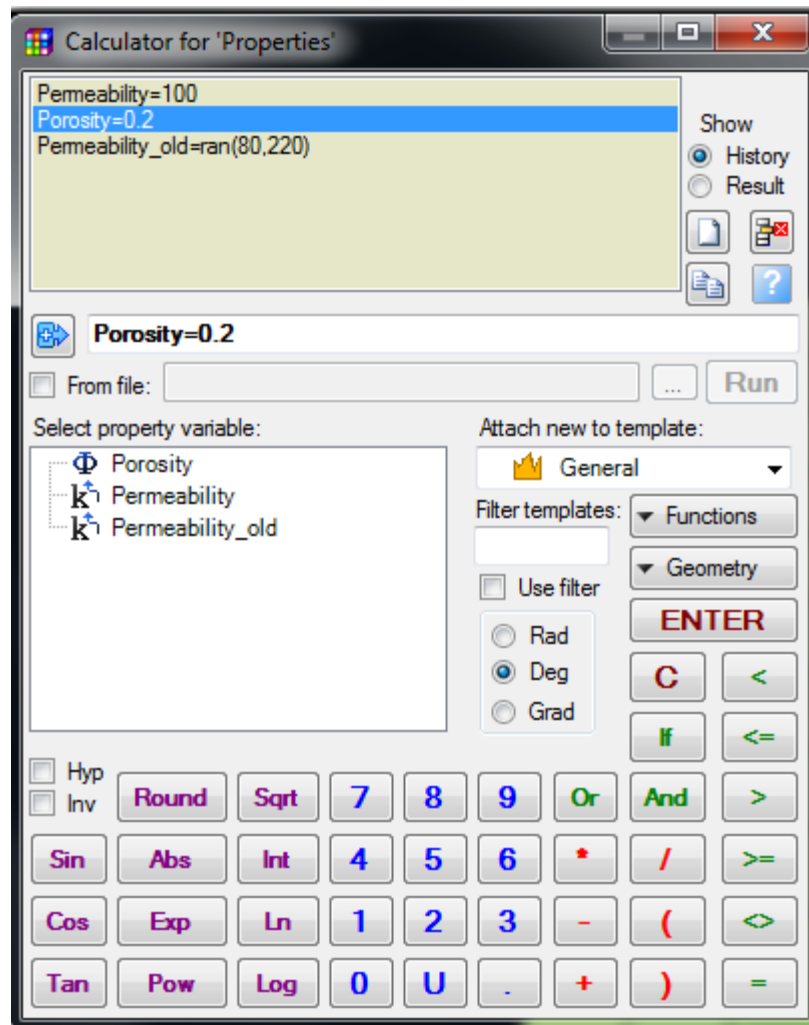 Calculator for 'Properties'
Permeability=100
Porosity=0.2
Permeability_old=ran(80,220)
Show
History
Result
?
Porosity=0.2
From file:
...
Run
Select property variable:
Attach new to template:
Φ Porosity
k Permeability
k Permeability_old
General
Filter templates:
Functions
Use filter
Geometry
Rad
Deg
Grad
ENTER
C <
If <=
Hyp
Inv
Round Sqrt 7 8 9 Or And >
Sin Abs Int 4 5 6 * / >=
Cos Exp Ln 1 2 3 - ( <>
Tan Pow Log 0 U . + ) =